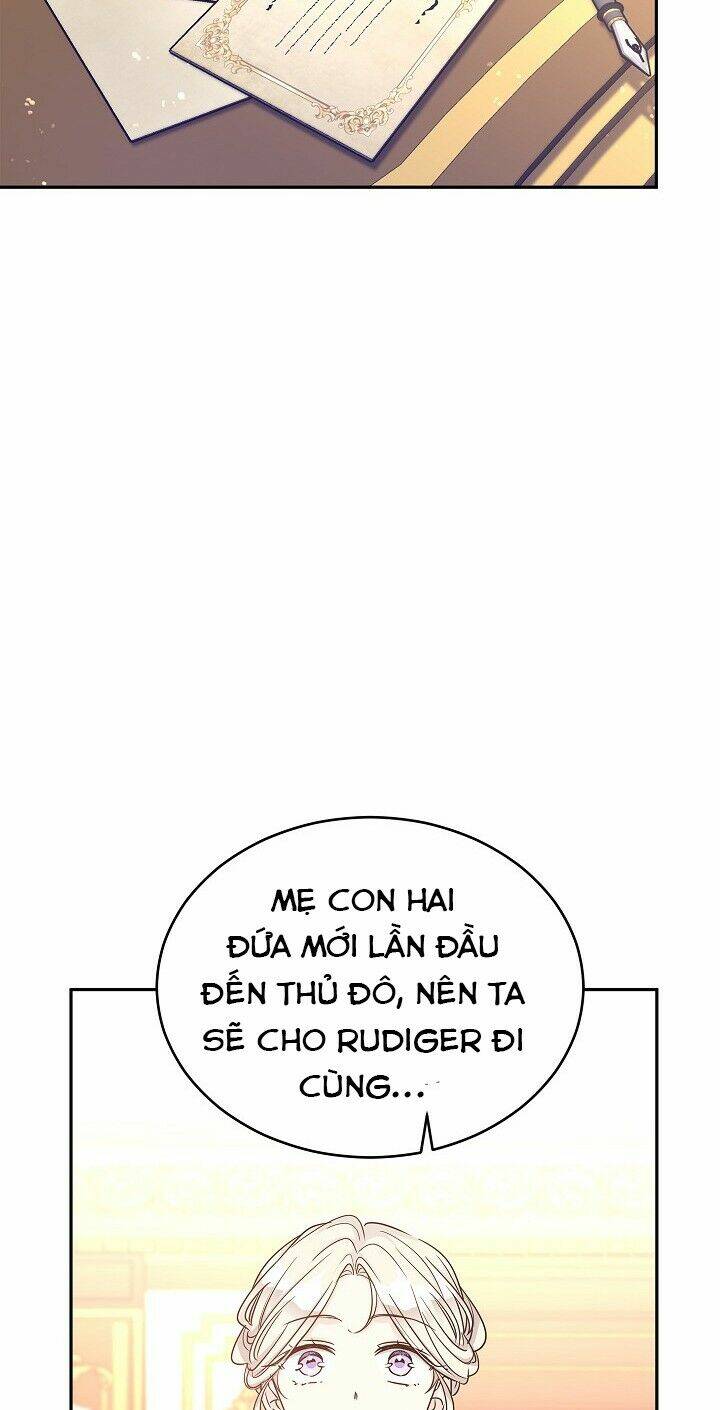 MẸ CON HAI
ĐỨA MỚI LẦN ĐẦU
ĐẾN THỦ ĐÔ, NÊN TA
SẼ CHO RUDIGER ĐI
CÙNG...